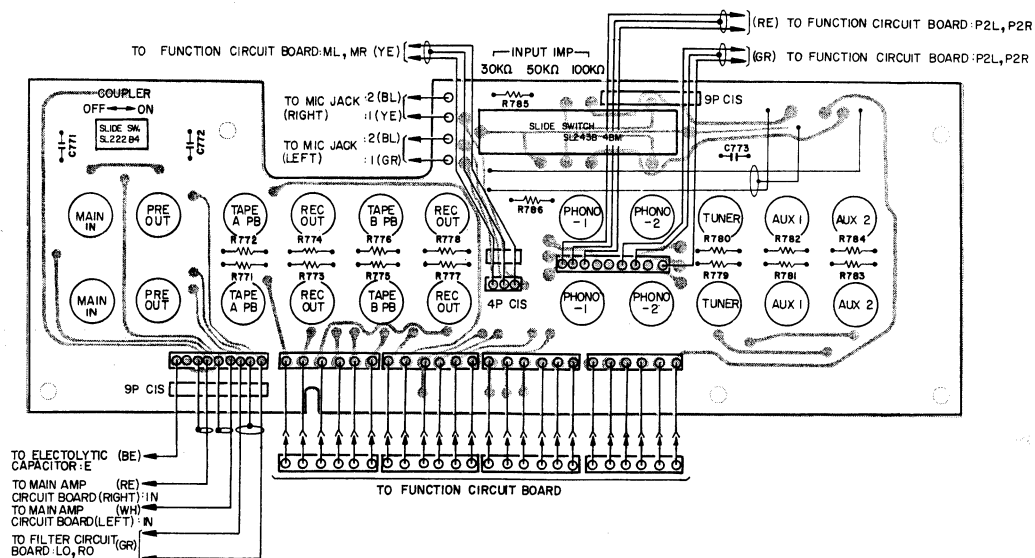 (RE) TO FUNCTION CIRCUIT BOARD:P2L, P2R
TO FUNCTION CIRCUIT BOARD:ML, MR (YE)
INPUT IMP
(GR) TO FUNCTION CIRCUIT BOARD:P2L, P2R
30KΩ 50KΩ 100KΩ
COUPLER
OFF ON
SLIDE SW.
SL222 B4
C771
C772
TO MIC JACK :2(BL)
(RIGHT) :1(YE)
TO MIC JACK :2(BL)
(LEFT) :1(GR)
R785
9P CIS
SLIDE SWITCH
SL243B 4BM
C773
R786
MAIN IN
PRE OUT
TAPE A PB
REC OUT
TAPE B PB
REC OUT
PHONO -1
PHONO -2
TUNER
AUX 1
AUX 2
R772 R774 R776 R778 R780 R782 R784
R771 R773 R775 R777 R779 R781 R783
MAIN IN
PRE OUT
TAPE A PB
REC OUT
TAPE B PB
REC OUT
4P CIS
PHONO -1
PHONO -2
TUNER
AUX 1
AUX 2
9P CIS
TO ELECTOLYTIC (BE)
CAPACITOR:E
TO MAIN AMP (RE)
CIRCUIT BOARD(RIGHT):IN
TO MAIN AMP (WH)
CIRCUIT BOARD(LEFT):IN
TO FILTER CIRCUIT (GR)
BOARD:LO, RO
TO FUNCTION CIRCUIT BOARD